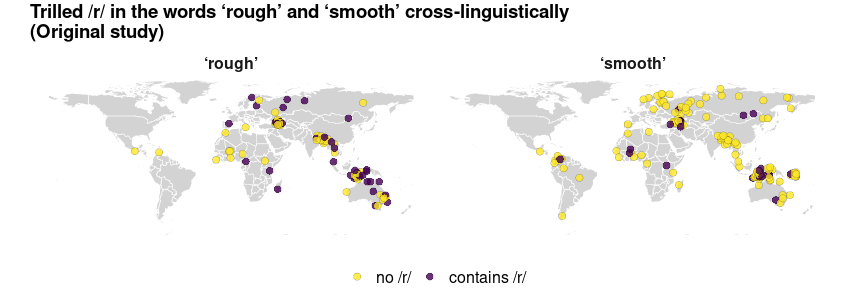 Trilled /r/ in the words ‘rough’ and ‘smooth’ cross-linguistically
(Original study)
‘rough’
‘smooth’
no /r/
contains /r/